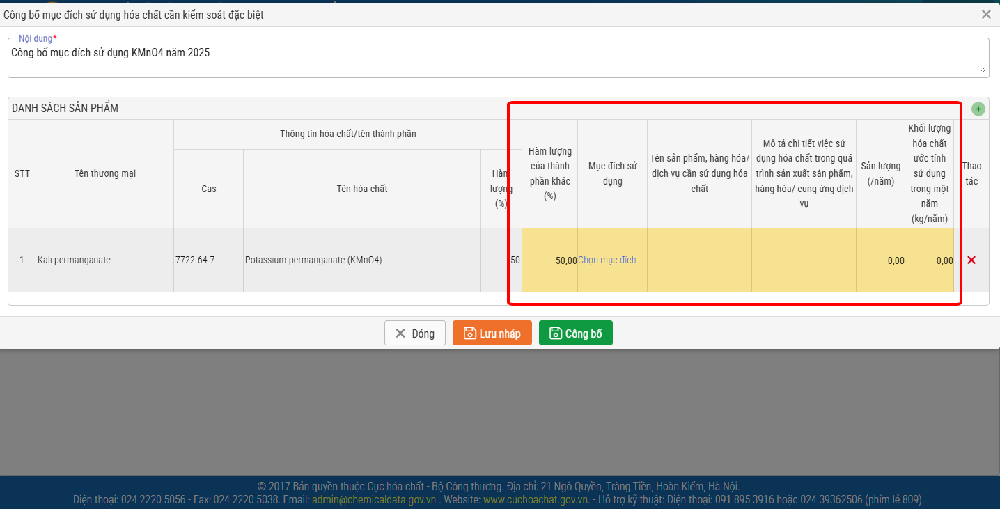 Công bố mục đích sử dụng hóa chất cần kiểm soát đặc biệt
Nội dung*
Công bố mục đích sử dụng KMnO4 năm 2025
DANH SÁCH SẢN PHẨM
STT
Tên thương mại
Thông tin hóa chất/tên thành phần
Cas
Tên hóa chất
Hàm
lượng
(%)
Hàm lượng
của thành
phần khác
(%)
Mục đích sử
dụng
Tên sản phẩm, hàng hóa/
dịch vụ cần sử dụng hóa
chất
Mô tả chi tiết việc sử
dụng hóa chất trong quá
trình sản xuất sản phẩm,
hàng hóa/ cung ứng dịch
vụ
Sản lượng
(/năm)
Khối lượng
hóa chất
ước tính
sử dụng
trong một
năm
(kg/năm)
Thao
tác
1 Kali permanganate 7722-64-7 Potassium permanganate (KMnO4) 50 50,00 Chọn mục đích 0,00 0,00
Đóng Lưu nháp Công bố
© 2017 Bản quyền thuộc Cục hóa chất - Bộ Công thương. Địa chỉ: 21 Ngô Quyền, Tràng Tiền, Hoàn Kiếm, Hà Nội.
Điện thoại: 024 2220 5056 - Fax: 024 2220 5038. Email: admin@chemicaldata.gov.vn . Website: www.cuchoachat.gov.vn. - Hỗ trợ kỹ thuật: Điện thoại: 091 895 3916 hoặc 024.39362506 (phím lẻ 809).